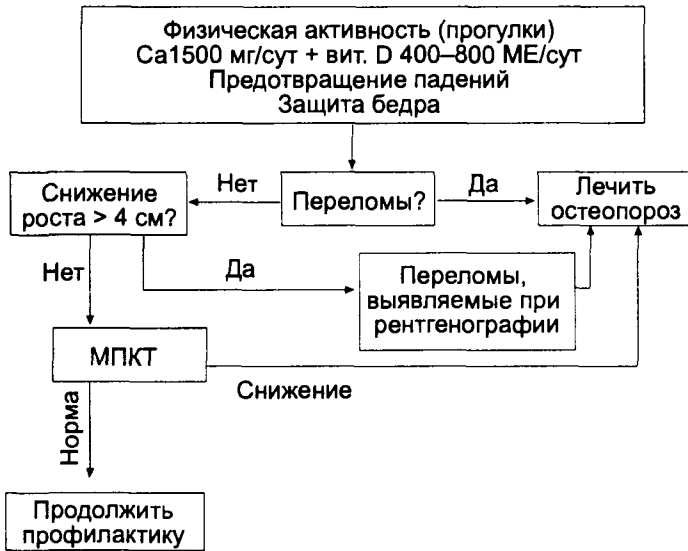 Физическая активность (прогулки)
Ca1500 мг/сут + вит. D 400–800 МЕ/сут
Предотвращение падений
Защита бедра
Снижение
роста > 4 см?
Нет
Переломы?
Да
Лечить
остеопороз
Нет
Да
Переломы,
выявляемые при
рентгенографии
МПКТ
Снижение
Норма
Продолжить
профилактику